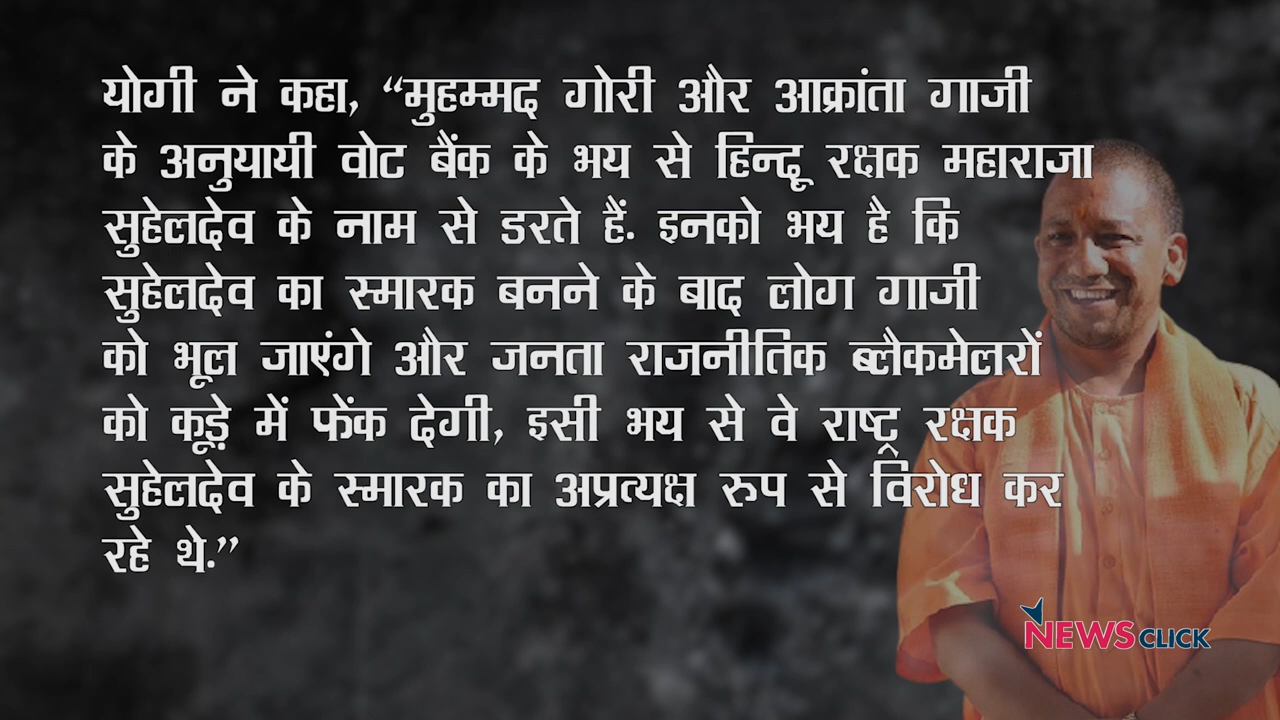 योगी ने कहा, “मुहम्मद गोरी और आक्रांता गाजी
के अनुयायी वोट बैंक के भय से हिन्दू रक्षक महाराजा
सुहेलदेव के नाम से डरते हैं. इनको भय है कि
सुहेलदेव का स्मारक बनने के बाद लोग गाजी
को भूल जाएंगे और जनता राजनीतिक ब्लैकमेलरों
को कूड़े में फेंक देगी, इसी भय से वे राष्ट्र रक्षक
सुहेलदेव के स्मारक का अप्रत्यक्ष रुप से विरोध कर
रहे थे.”
NEWSCLICK